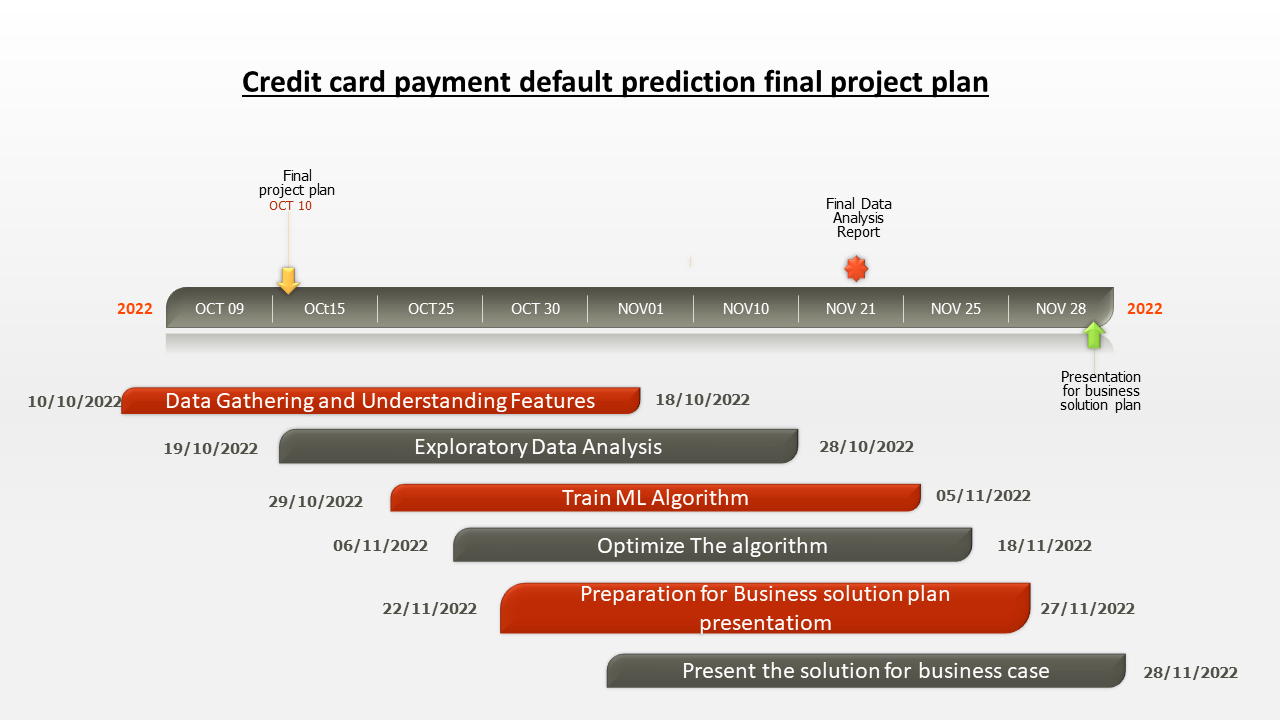 Credit card payment default prediction final project plan
Final
project plan
OCT 10
Final Data
Analysis
Report
2022
OCT 09
OCt15
OCT25
OCT 30
NOV01
NOV10
NOV 21
NOV 25
NOV 28
2022
Presentation
for business
solution plan
10/10/2022
Data Gathering and Understanding Features
18/10/2022
19/10/2022
Exploratory Data Analysis
28/10/2022
29/10/2022
Train ML Algorithm
05/11/2022
06/11/2022
Optimize The algorithm
18/11/2022
22/11/2022
Preparation for Business solution plan
presentatiom
27/11/2022
Present the solution for business case
28/11/2022